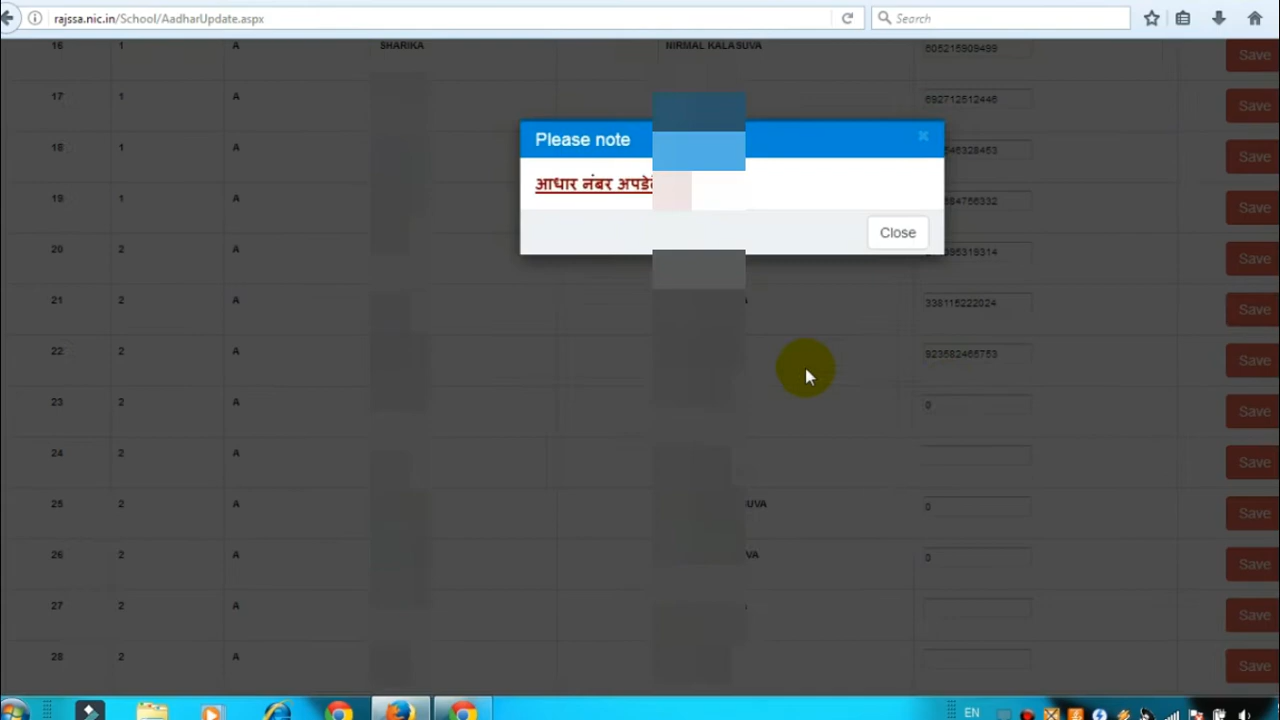 rajssa.nic.in/School/AadharUpdate.aspx
Search
16 1 A SHARIKA NIRMAL KALASUVA Save
17 1 A 692712512446 Save
18 1 A Save
19 1 A Save
20 2 A Save
21 2 A 338115222024 Save
22 2 A 923582465753 Save
23 2 A 0 Save
24 2 A Save
25 2 A 0 Save
26 2 A 0 Save
27 2 A Save
28 2 A Save
Please note ×
आधार नंबर
Close
EN